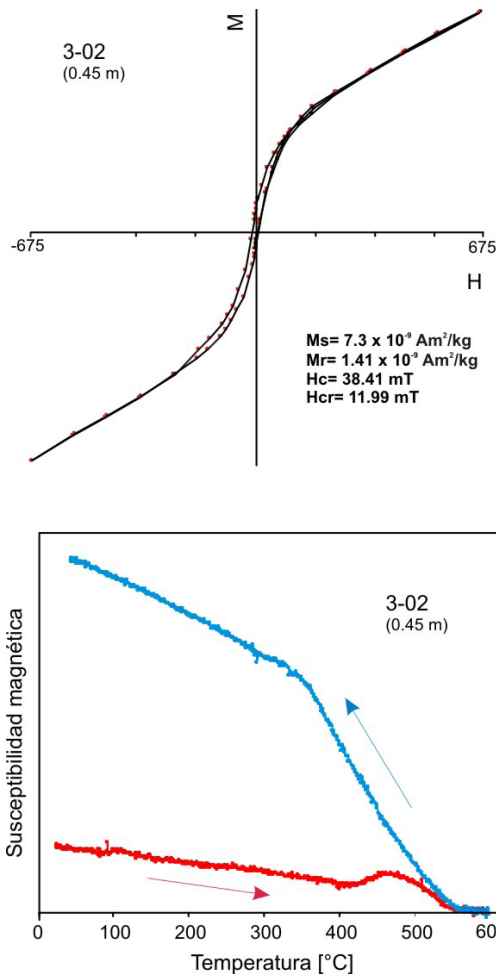 M
3-02
(0.45 m)
-675
675
H
Ms= 7.3 x 10⁻⁹ Am²/kg
Mr= 1.41 x 10⁻⁹ Am²/kg
Hc= 38.41 mT
Hcr= 11.99 mT
3-02
(0.45 m)
Susceptibilidad magnética
0 100 200 300 400 500 60
Temperatura [°C]